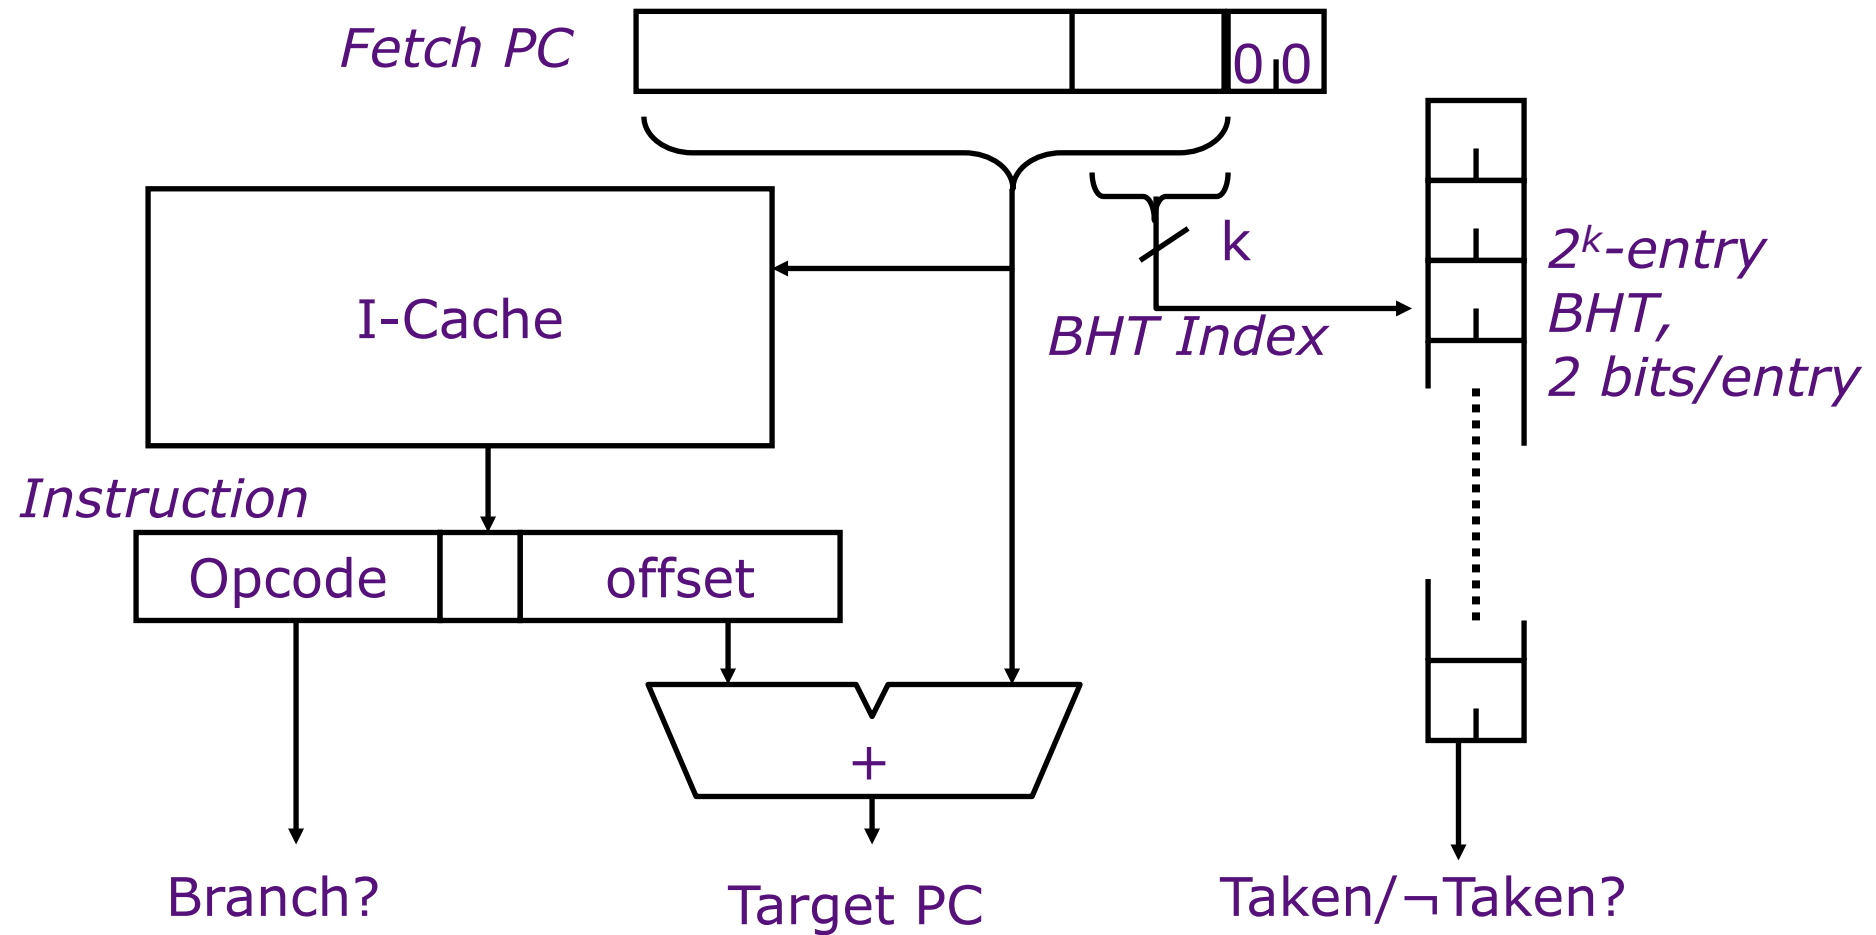 Fetch PC
0 0
k
2ᵏ-entry
BHT,
2 bits/entry
I-Cache
BHT Index
Instruction
Opcode
offset
+
Branch?
Target PC
Taken/¬Taken?